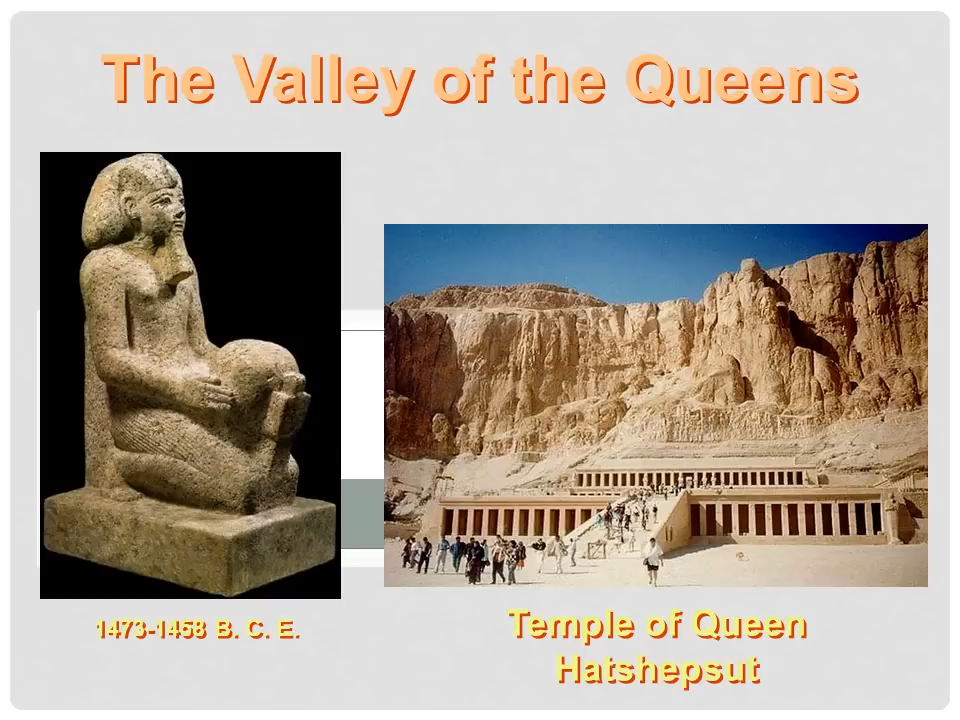 The Valley of the Queens
1473-1458 B. C. E.
Temple of Queen
Hatshepsut